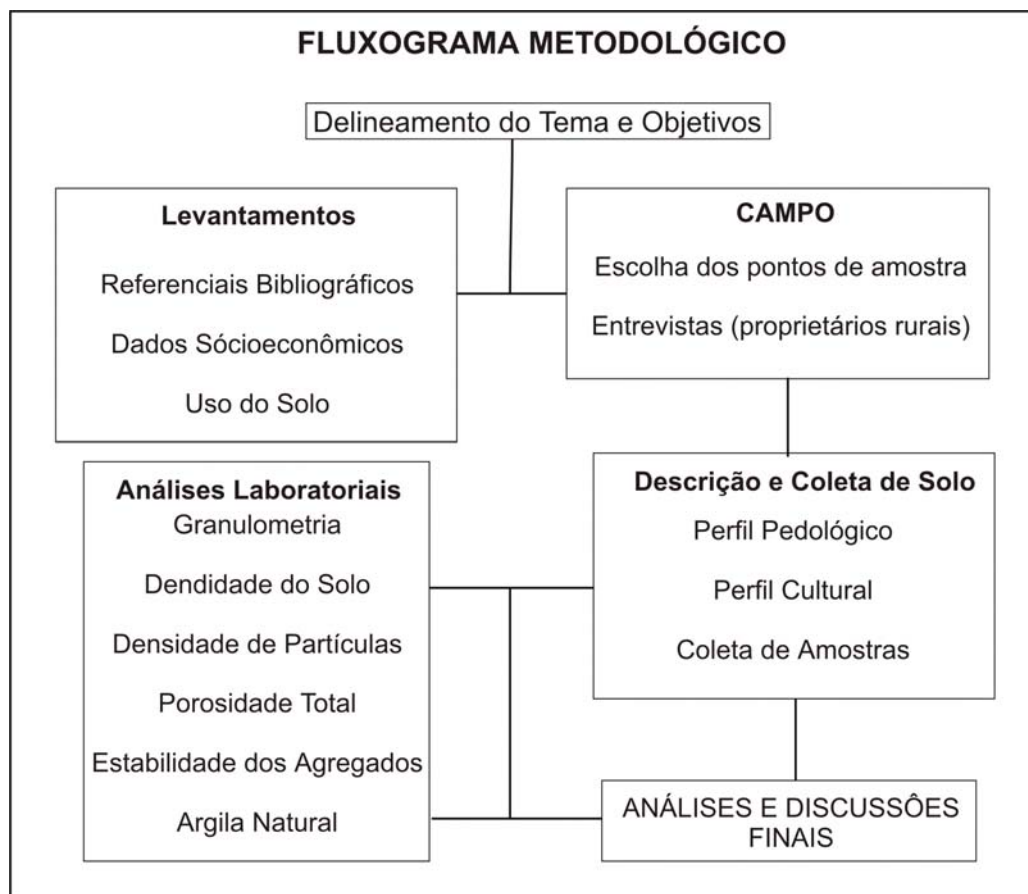 FLUXOGRAMA METODOLÓGICO
Delineamento do Tema e Objetivos
Levantamentos
Referenciais Bibliográficos
Dados Sócioeconômicos
Uso do Solo
CAMPO
Escolha dos pontos de amostra
Entrevistas (proprietários rurais)
Análises Laboratoriais
Granulometria
Dendidade do Solo
Densidade de Partículas
Porosidade Total
Estabilidade dos Agregados
Argila Natural
Descrição e Coleta de Solo
Perfil Pedológico
Perfil Cultural
Coleta de Amostras
ANÁLISES E DISCUSSÔES
FINAIS